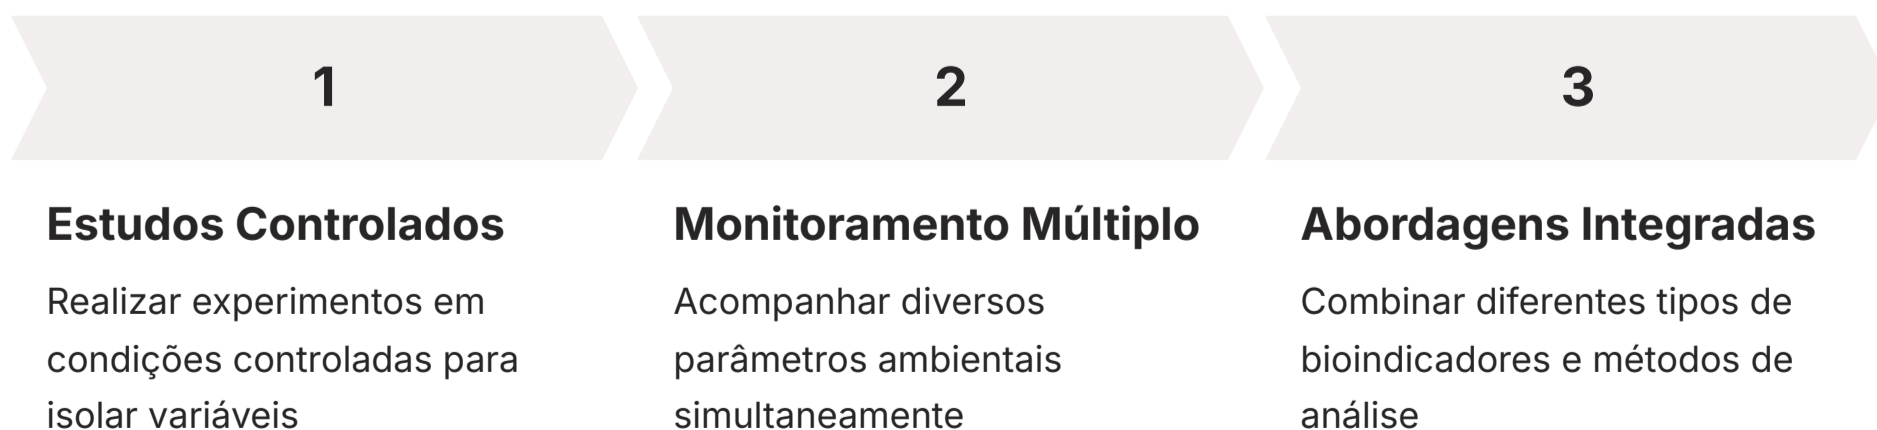 1
Estudos Controlados
Realizar experimentos em
condições controladas para
isolar variáveis
2
Monitoramento Múltiplo
Acompanhar diversos
parâmetros ambientais
simultaneamente
3
Abordagens Integradas
Combinar diferentes tipos de
bioindicadores e métodos de
análise